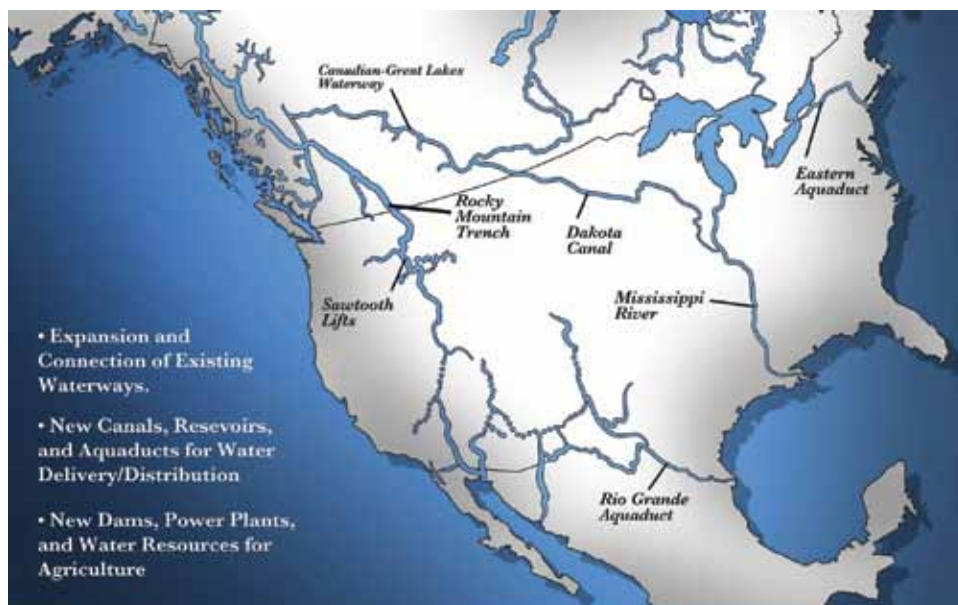 Canadian-Great Lakes
Waterway
Eastern
Aquaduct
Rocky
Mountain
Trench
Dakota
Canal
Sawtooth
Lifts
Mississippi
River
• Expansion and
Connection of Existing
Waterways.
• New Canals, Resevoirs,
and Aquaducts for Water
Delivery/Distribution
Rio Grande
Aquaduct
• New Dams, Power Plants,
and Water Resources for
Agriculture